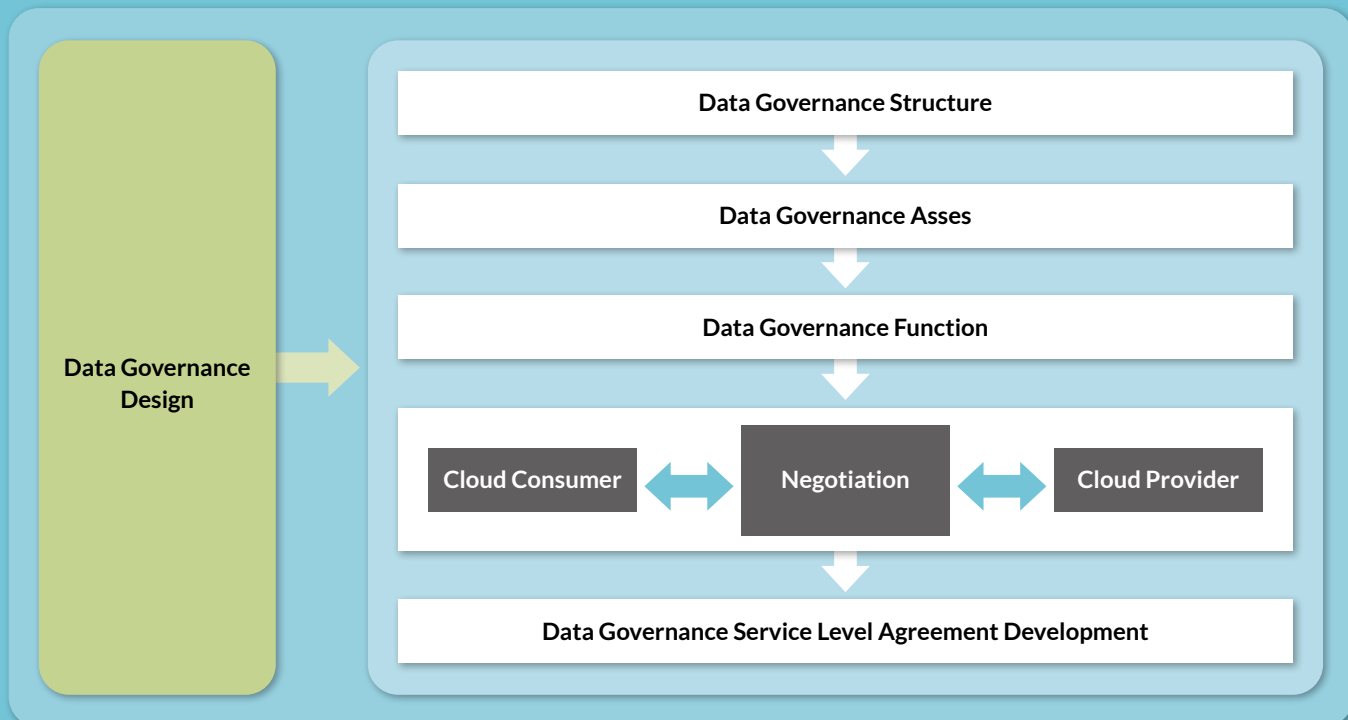 Data Governance
Design
Data Governance Structure
Data Governance Asses
Data Governance Function
Cloud Consumer
Negotiation
Cloud Provider
Data Governance Service Level Agreement Development